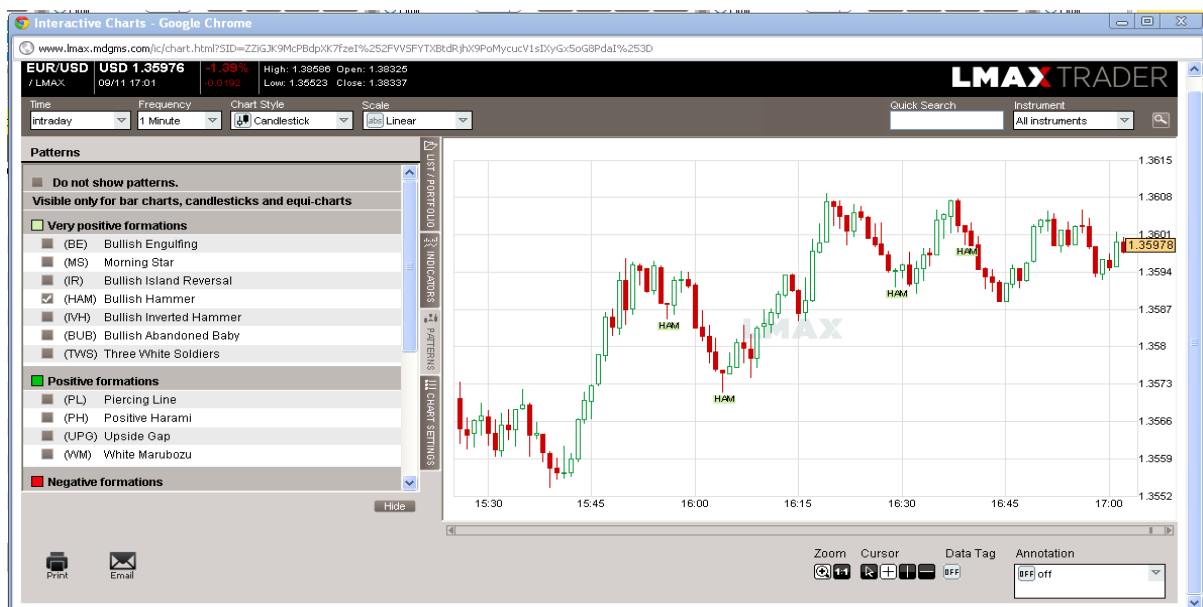 Interactive Charts - Google Chrome
www.lmax.mdgms.com/ic/chart.html?SID=ZZiGJK9McPBdpXK7fzeI%252FVVSFYTXBtdRjhX9PoMycucV1sIXyGx5oG8PdaI%253D
EUR/USD USD 1.35976 -1.39% High: 1.38586 Open: 1.38325
/ LMAX 09/11 17:01 -0.0192 Low: 1.35523 Close: 1.38337
LMAX TRADER
Time Frequency Chart Style Scale Quick Search Instrument
intraday 1 Minute Candlestick abs Linear All instruments
Patterns
Do not show patterns.
Visible only for bar charts, candlesticks and equi-charts
Very positive formations
(BE) Bullish Engulfing
(MS) Morning Star
(IR) Bullish Island Reversal
(HAM) Bullish Hammer
(IVH) Bullish Inverted Hammer
(BUB) Bullish Abandoned Baby
(TWS) Three White Soldiers
Positive formations
(PL) Piercing Line
(PH) Positive Harami
(UPG) Upside Gap
(WM) White Marubozu
Negative formations
Hide
LIST / PORTFOLIO
INDICATORS
PATTERNS
CHART SETTINGS
1.3615
1.3608
1.3601
1.35978
1.3594
1.3587
1.358
1.3573
1.3566
1.3559
1.3552
HAM
HAM
HAM
HAM
LMAX
15:30 15:45 16:00 16:15 16:30 16:45 17:00
Print Email
Zoom Cursor Data Tag Annotation
1:1 OFF OFF off